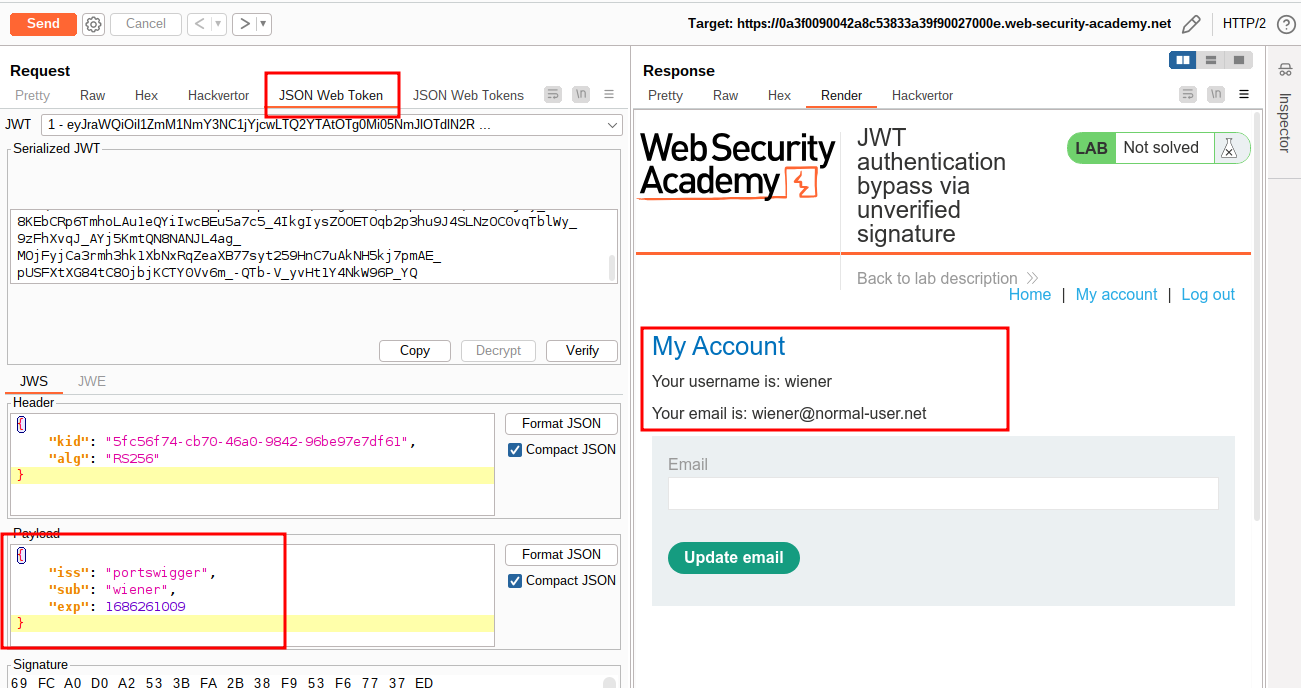 Send
Cancel
Target: https://0a3f0090042a8c53833a39f90027000e.web-security-academy.net
HTTP/2
Request
Pretty Raw Hex Hackvertor JSON Web Token JSON Web Tokens
\n
JWT 1 - eyJraWQiOiI1ZmM1NmY3NC1jYjcwLTQ2YTAtOTg0Mi05NmJlOTdlN2R ...
Serialized JWT
8KEbCRp6TmhoLAu1eQYiIwcBEu5a7c5_4IkgIysZOOETOqb2p3hu9J4SLNzOC0vqTblWy_
9zFhXvqJ_AYj5KmtQN8NANJL4ag_
MOjFyjCa3rmh3hk1XbNxRqZeaXB77syt259HnC7uAkNH5kj7pmAE_
pUSFXtXG84tC8OjbjKCTY0Vv6m_-QTb-V_yvHt1Y4NkW96P_YQ
Copy Decrypt Verify
JWS JWE
Header
{
"kid": "5fc56f74-cb70-46a0-9842-96be97e7df61",
"alg": "RS256"
}
Format JSON
Compact JSON
Payload
{
"iss": "portswigger",
"sub": "wiener",
"exp": 1686261009
}
Format JSON
Compact JSON
Signature
69 FC A0 D0 A2 53 3B FA 2B 38 F9 53 F6 77 37 ED
Response
Pretty Raw Hex Render Hackvertor
\n
Inspector
Web Security
Academy
JWT
authentication
bypass via
unverified
signature
LAB Not solved
Back to lab description
Home | My account | Log out
My Account
Your username is: wiener
Your email is: wiener@normal-user.net
Email
Update email